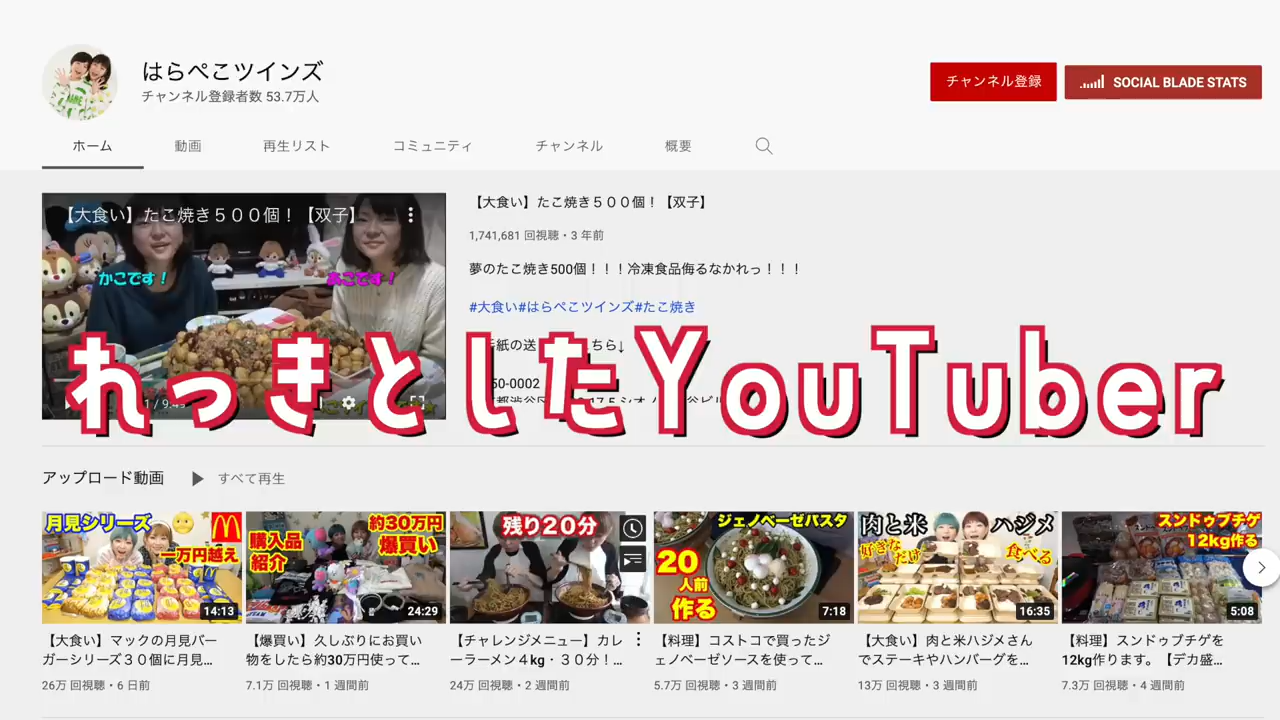 はらぺこツインズ
チャンネル登録者数 53.7万人
チャンネル登録
SOCIAL BLADE STATS
ホーム
動画
再生リスト
コミュニティ
チャンネル
概要
【大食い】たこ焼き５００個！【双子】
かこです！
あこです！
【大食い】たこ焼き５００個！【双子】
1,741,681 回視聴・3 年前
夢のたこ焼き500個！！！冷凍食品侮るなかれっ！！！
#大食い#はらぺこツインズ#たこ焼き
れっきとしたYouTuber
アップロード動画
すべて再生
月見シリーズ
一万円越え
14:13
購入品
紹介
約30万円
爆買い
24:29
残り２０分
ジェノベーゼパスタ
20
人前
作る
7:18
肉と米
ハジメ
好きな
だけ
食べる
16:35
スンドゥブチゲ
12kg作る
5:08
【大食い】マックの月見バー
ガーシリーズ３０個に月見...
26万 回視聴・6 日前
【爆買い】久しぶりにお買い
物をしたら約30万円使って...
7.1万 回視聴・1 週間前
【チャレンジメニュー】カレ
ーラーメン４kg・３０分！...
24万 回視聴・2 週間前
【料理】コストコで買ったジ
ェノベーゼソースを使って...
5.7万 回視聴・3 週間前
【大食い】肉と米ハジメさん
でステーキやハンバーグを...
13万 回視聴・3 週間前
【料理】スンドゥブチゲを
12kg作ります。【デカ盛...
7.3万 回視聴・4 週間前